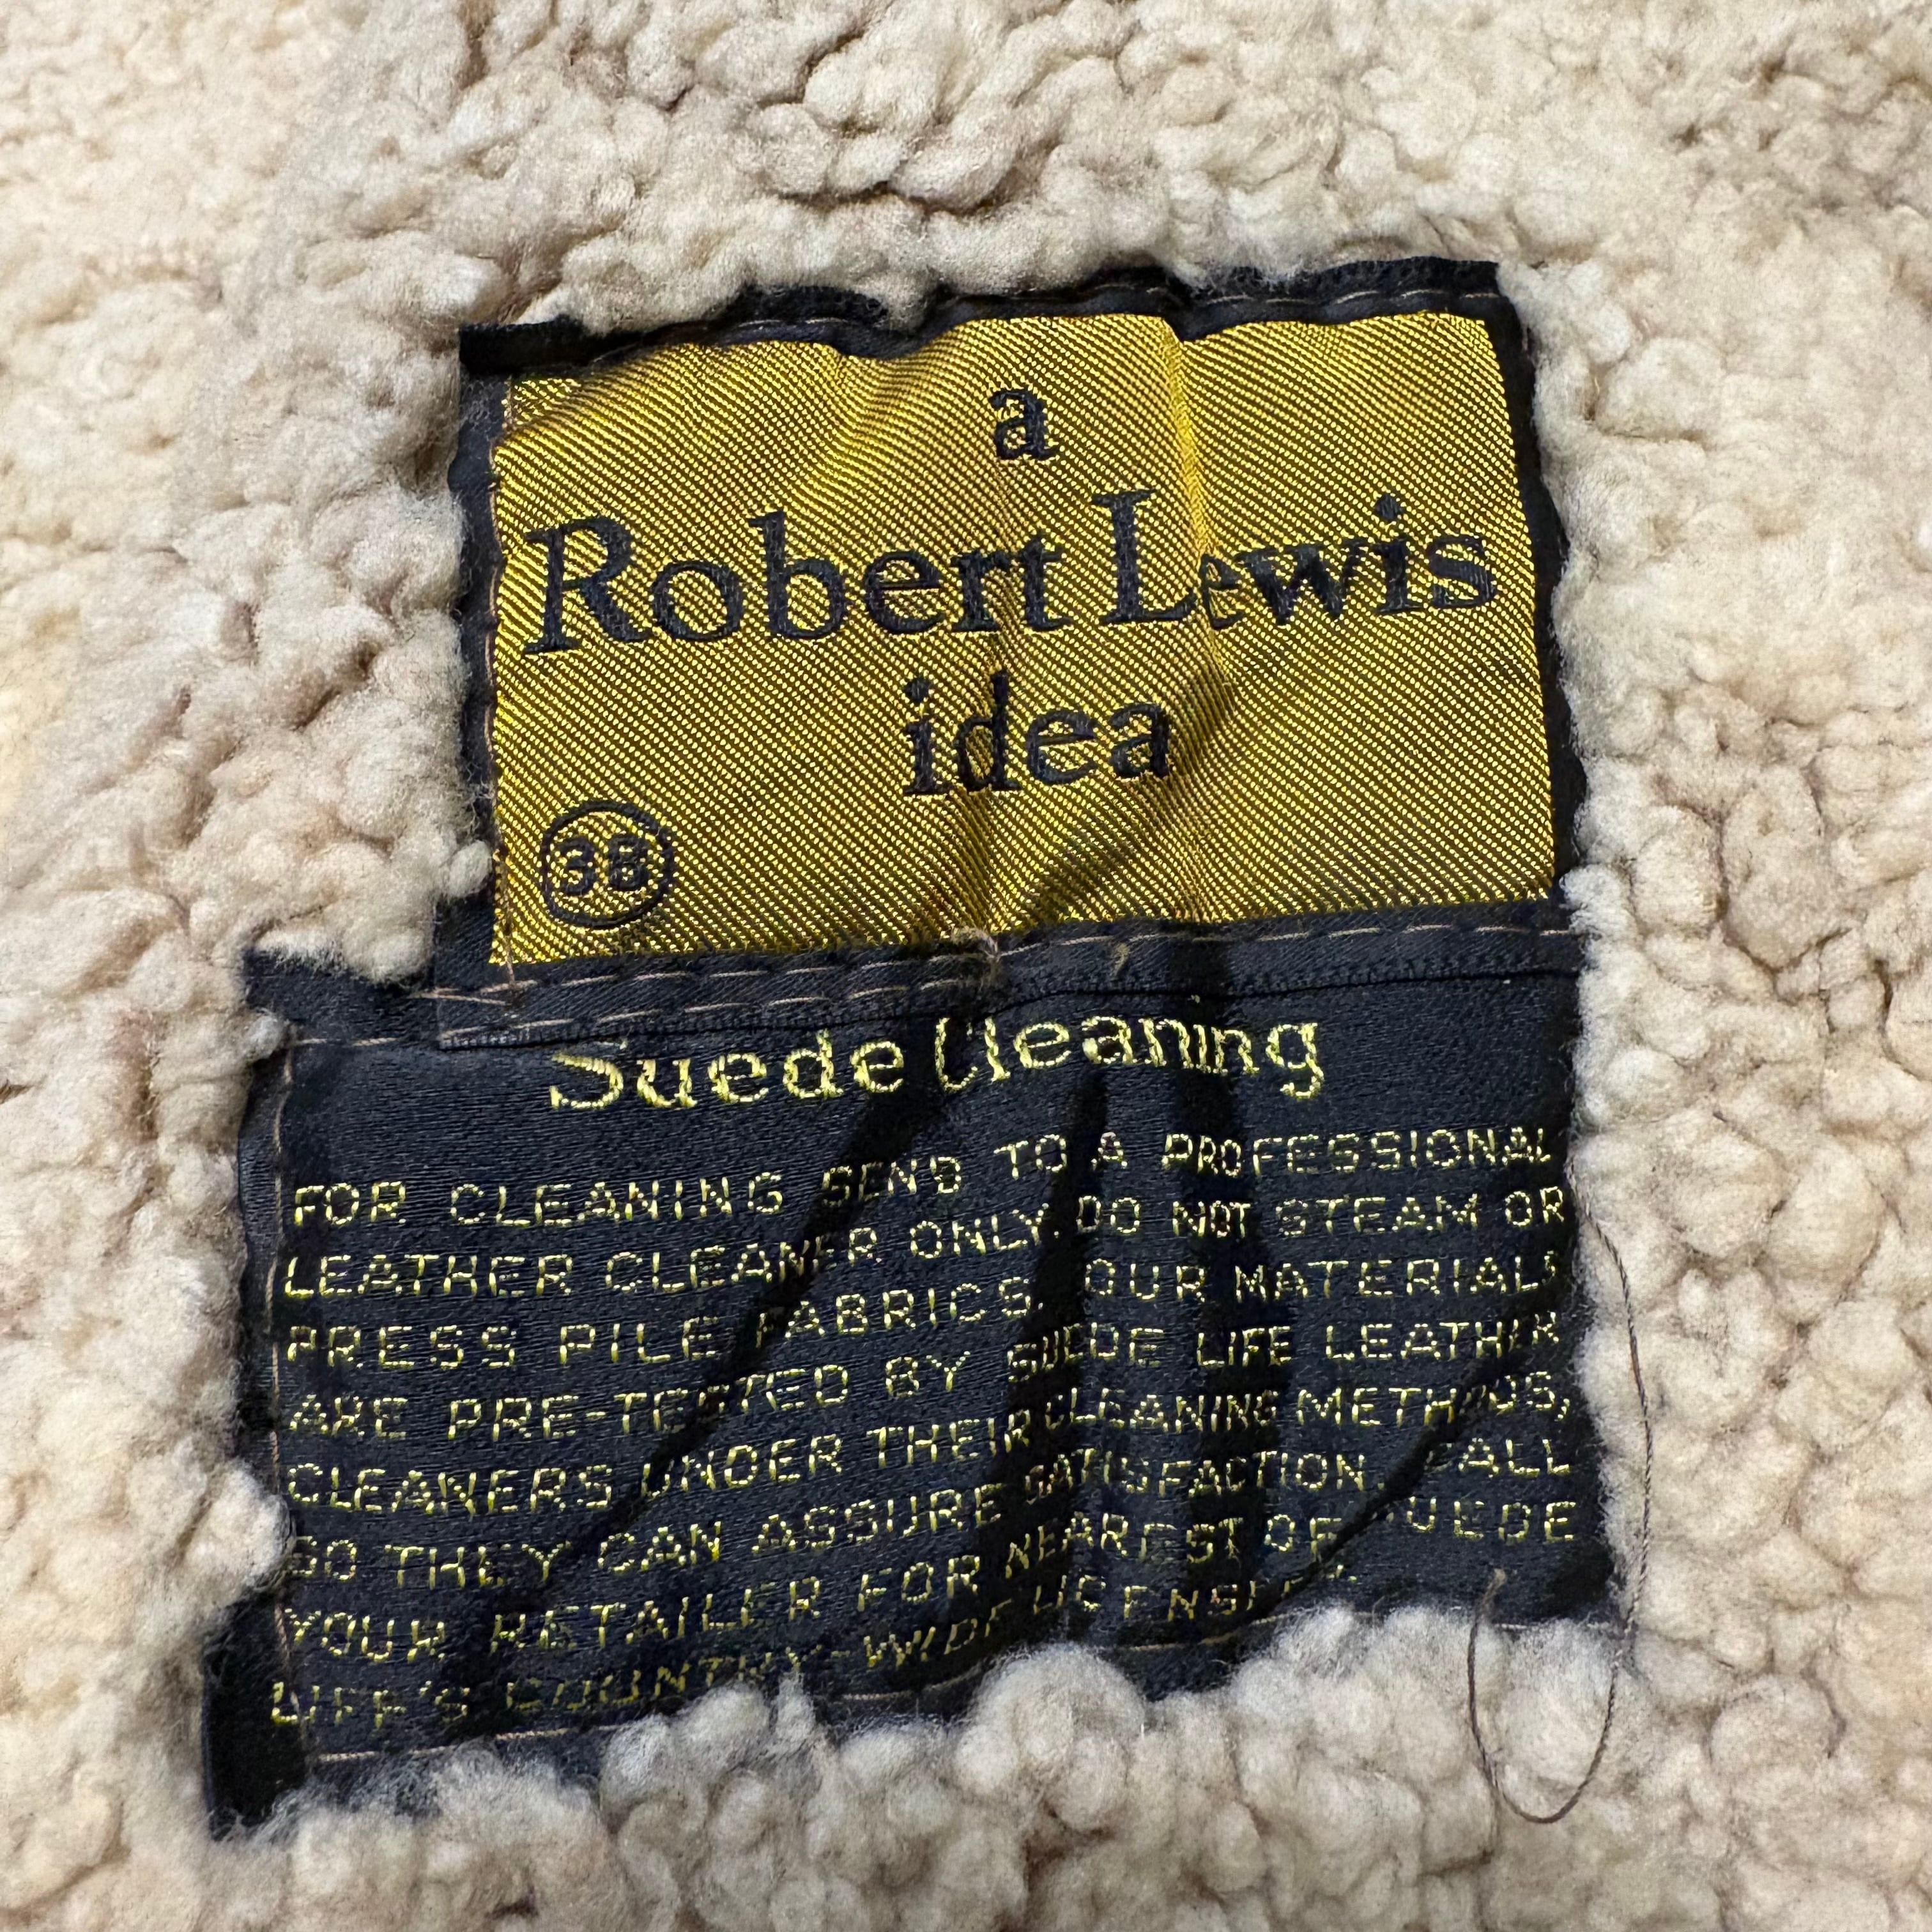 a
Robert Lewis
idea
38
Suede Cleaning
FOR CLEANING SEND TO A PROFESSIONAL
LEATHER CLEANER ONLY. DO NOT STEAM OR
PRESS PILE FABRICS. OUR MATERIALS
ARE PRE-TESTED BY SUEDE LIFE LEATHER
CLEANERS UNDER THEIR CLEANING METHODS,
SO THEY CAN ASSURE SATISFACTION. CALL
YOUR RETAILER FOR NEAREST OF SUEDE
LIFE'S COUNTRY-WIDE LICENSEES.